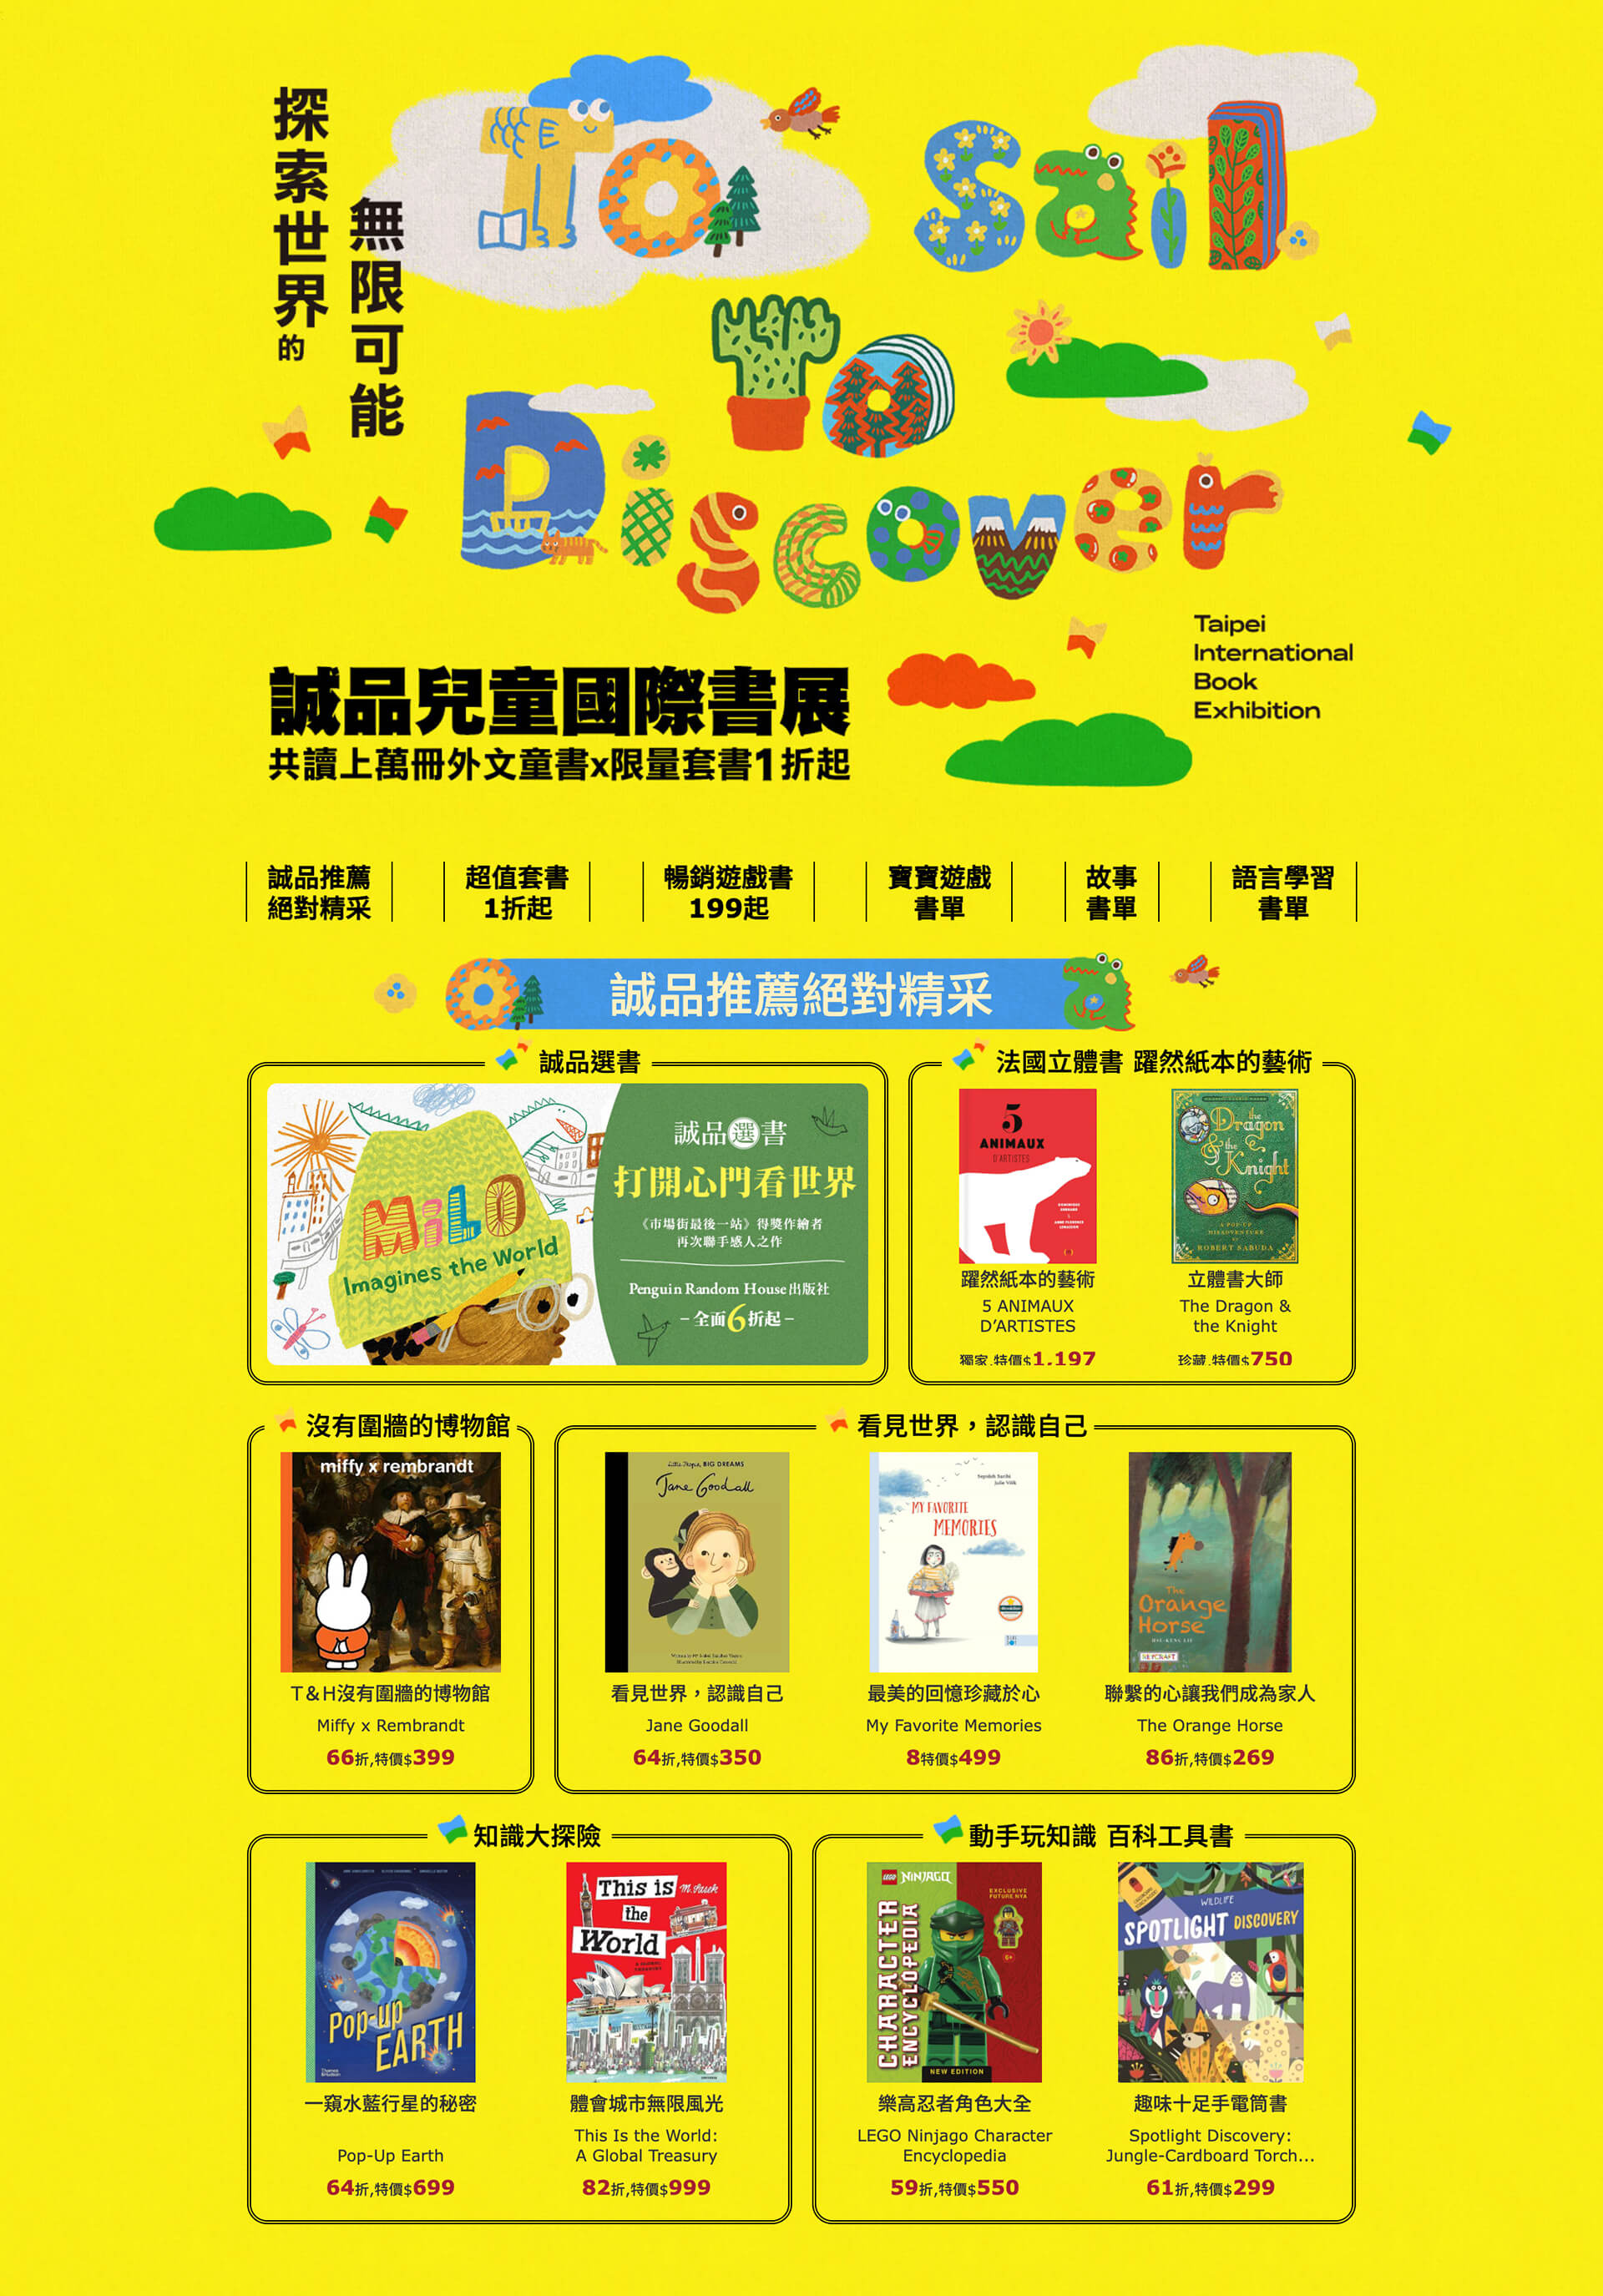 探索世界的
無限可能
To Sail
To
Discover
Taipei
International
Book
Exhibition
誠品兒童國際書展
共讀上萬冊外文童書x限量套書1折起
誠品推薦
絕對精采
超值套書
1折起
暢銷遊戲書
199起
寶寶遊戲
書單
故事
書單
語言學習
書單
誠品推薦絕對精采
誠品選書
MiLO
Imagines the World
誠品選書
打開心門看世界
《市場街最後一站》得獎作繪者
再次聯手感人之作
Penguin Random House出版社
–全面6折起–
法國立體書 躍然紙本的藝術
5
ANIMAUX
D'ARTISTES
躍然紙本的藝術
5 ANIMAUX
D’ARTISTES
獨家,特價$1,197
the
Dragon
& the
Knight
A POP-UP
MISADVENTURE
BY
ROBERT SABUDA
立體書大師
The Dragon &
the Knight
珍藏,特價$750
沒有圍牆的博物館
miffy x rembrandt
T&H沒有圍牆的博物館
Miffy x Rembrandt
66折,特價$399
看見世界，認識自己
Little People, BIG DREAMS
Jane Goodall
看見世界，認識自己
Jane Goodall
64折,特價$350
MY FAVORITE
MEMORIES
最美的回憶珍藏於心
My Favorite Memories
8特價$499
The
Orange
Horse
REYCRAFT
聯繫的心讓我們成為家人
The Orange Horse
86折,特價$269
知識大探險
Pop-up
EARTH
一窺水藍行星的秘密
Pop-Up Earth
64折,特價$699
This is
M. Sasek
the
World
A GLOBAL
TREASURY
體會城市無限風光
This Is the World:
A Global Treasury
82折,特價$999
動手玩知識 百科工具書
LEGO NINJAGO
EXCLUSIVE
FUTURE NYA
CHARACTER
ENCYCLOPEDIA
NEW EDITION
樂高忍者角色大全
LEGO Ninjago Character
Encyclopedia
59折,特價$550
WILDLIFE
SPOTLIGHT DISCOVERY
趣味十足手電筒書
Spotlight Discovery:
Jungle-Cardboard Torch...
61折,特價$299